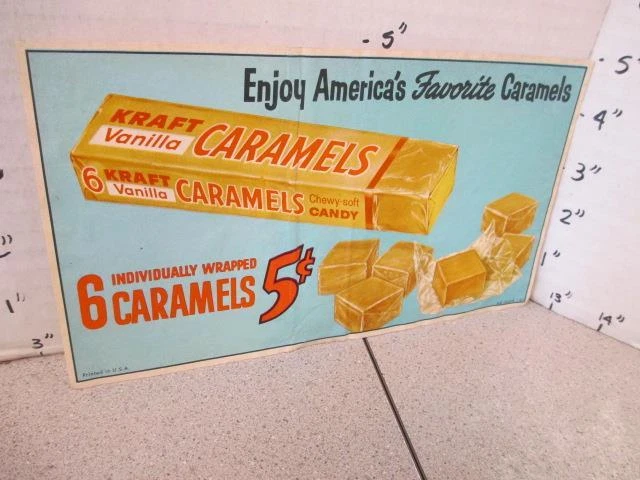 5"
5
4"
3"
2"
1"
13"
14"
1"
3"
Enjoy America's Favorite Caramels
KRAFT
Vanilla CARAMELS
6 KRAFT
Vanilla CARAMELS Chewy-soft CANDY
6 INDIVIDUALLY WRAPPED
CARAMELS 5¢
Printed in U.S.A.